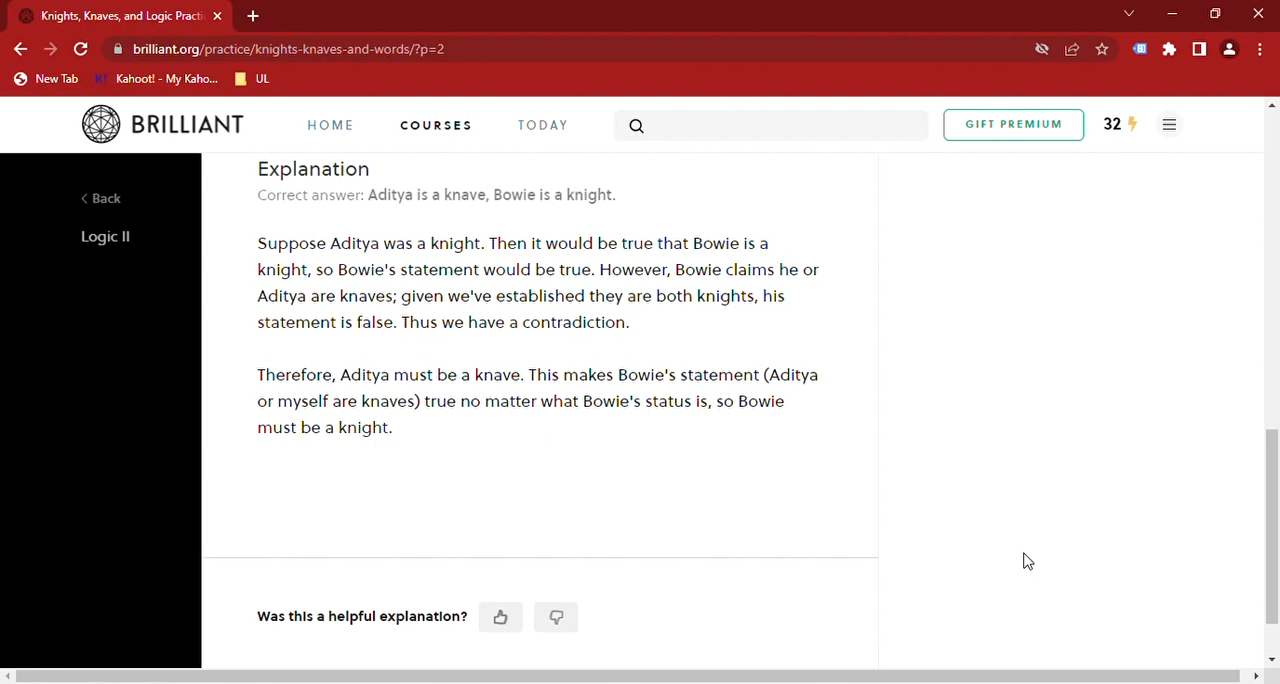 Knights, Knaves, and Logic Practi
brilliant.org/practice/knights-knaves-and-words/?p=2
New Tab
K! Kahoot! - My Kaho...
UL
BRILLIANT
HOME
COURSES
TODAY
GIFT PREMIUM
32
Back
Logic II
Explanation
Correct answer: Aditya is a knave, Bowie is a knight.
Suppose Aditya was a knight. Then it would be true that Bowie is a
knight, so Bowie's statement would be true. However, Bowie claims he or
Aditya are knaves; given we've established they are both knights, his
statement is false. Thus we have a contradiction.
Therefore, Aditya must be a knave. This makes Bowie's statement (Aditya
or myself are knaves) true no matter what Bowie's status is, so Bowie
must be a knight.
Was this a helpful explanation?